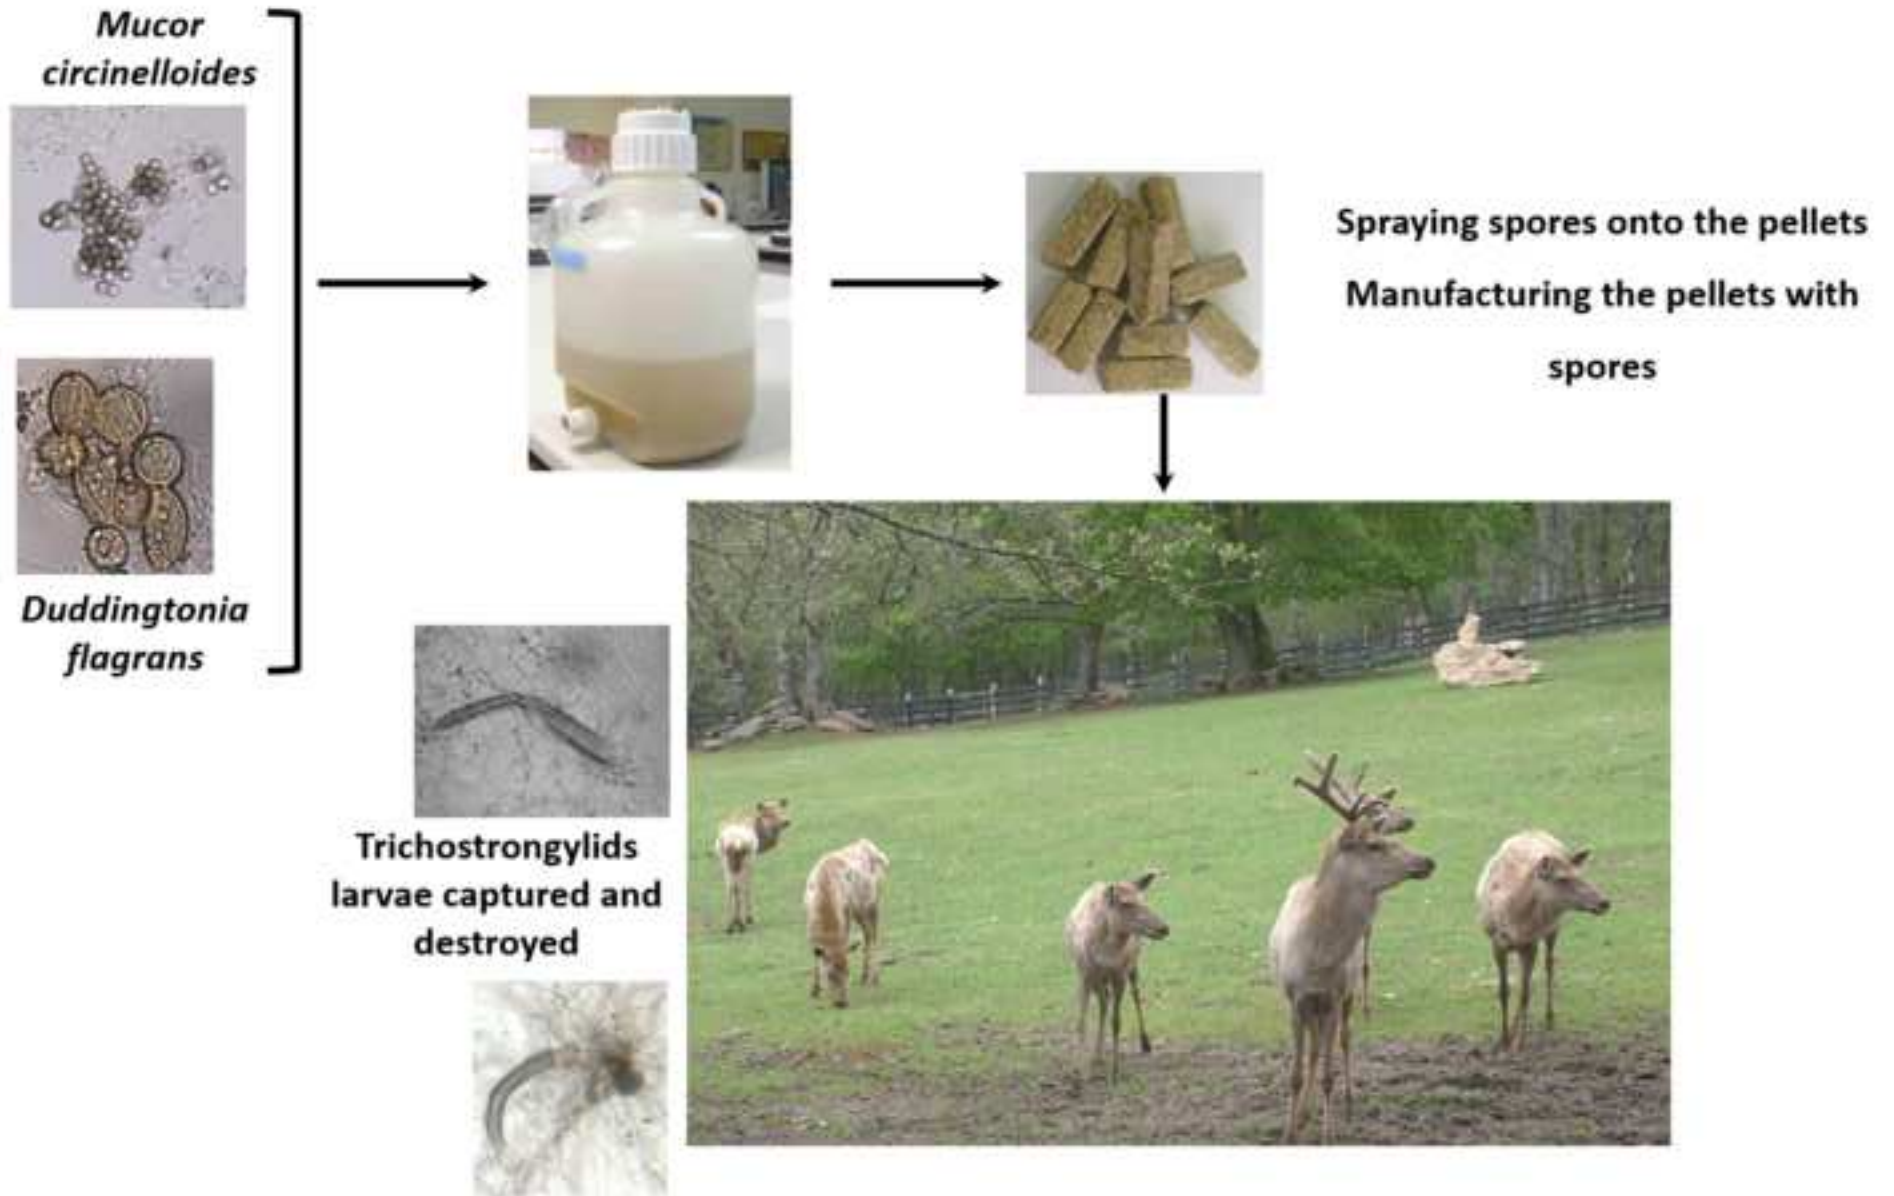 Mucor
circinelloides
Duddingtonia
flagrans
Spraying spores onto the pellets
Manufacturing the pellets with
spores
Trichostrongylids
larvae captured and
destroyed